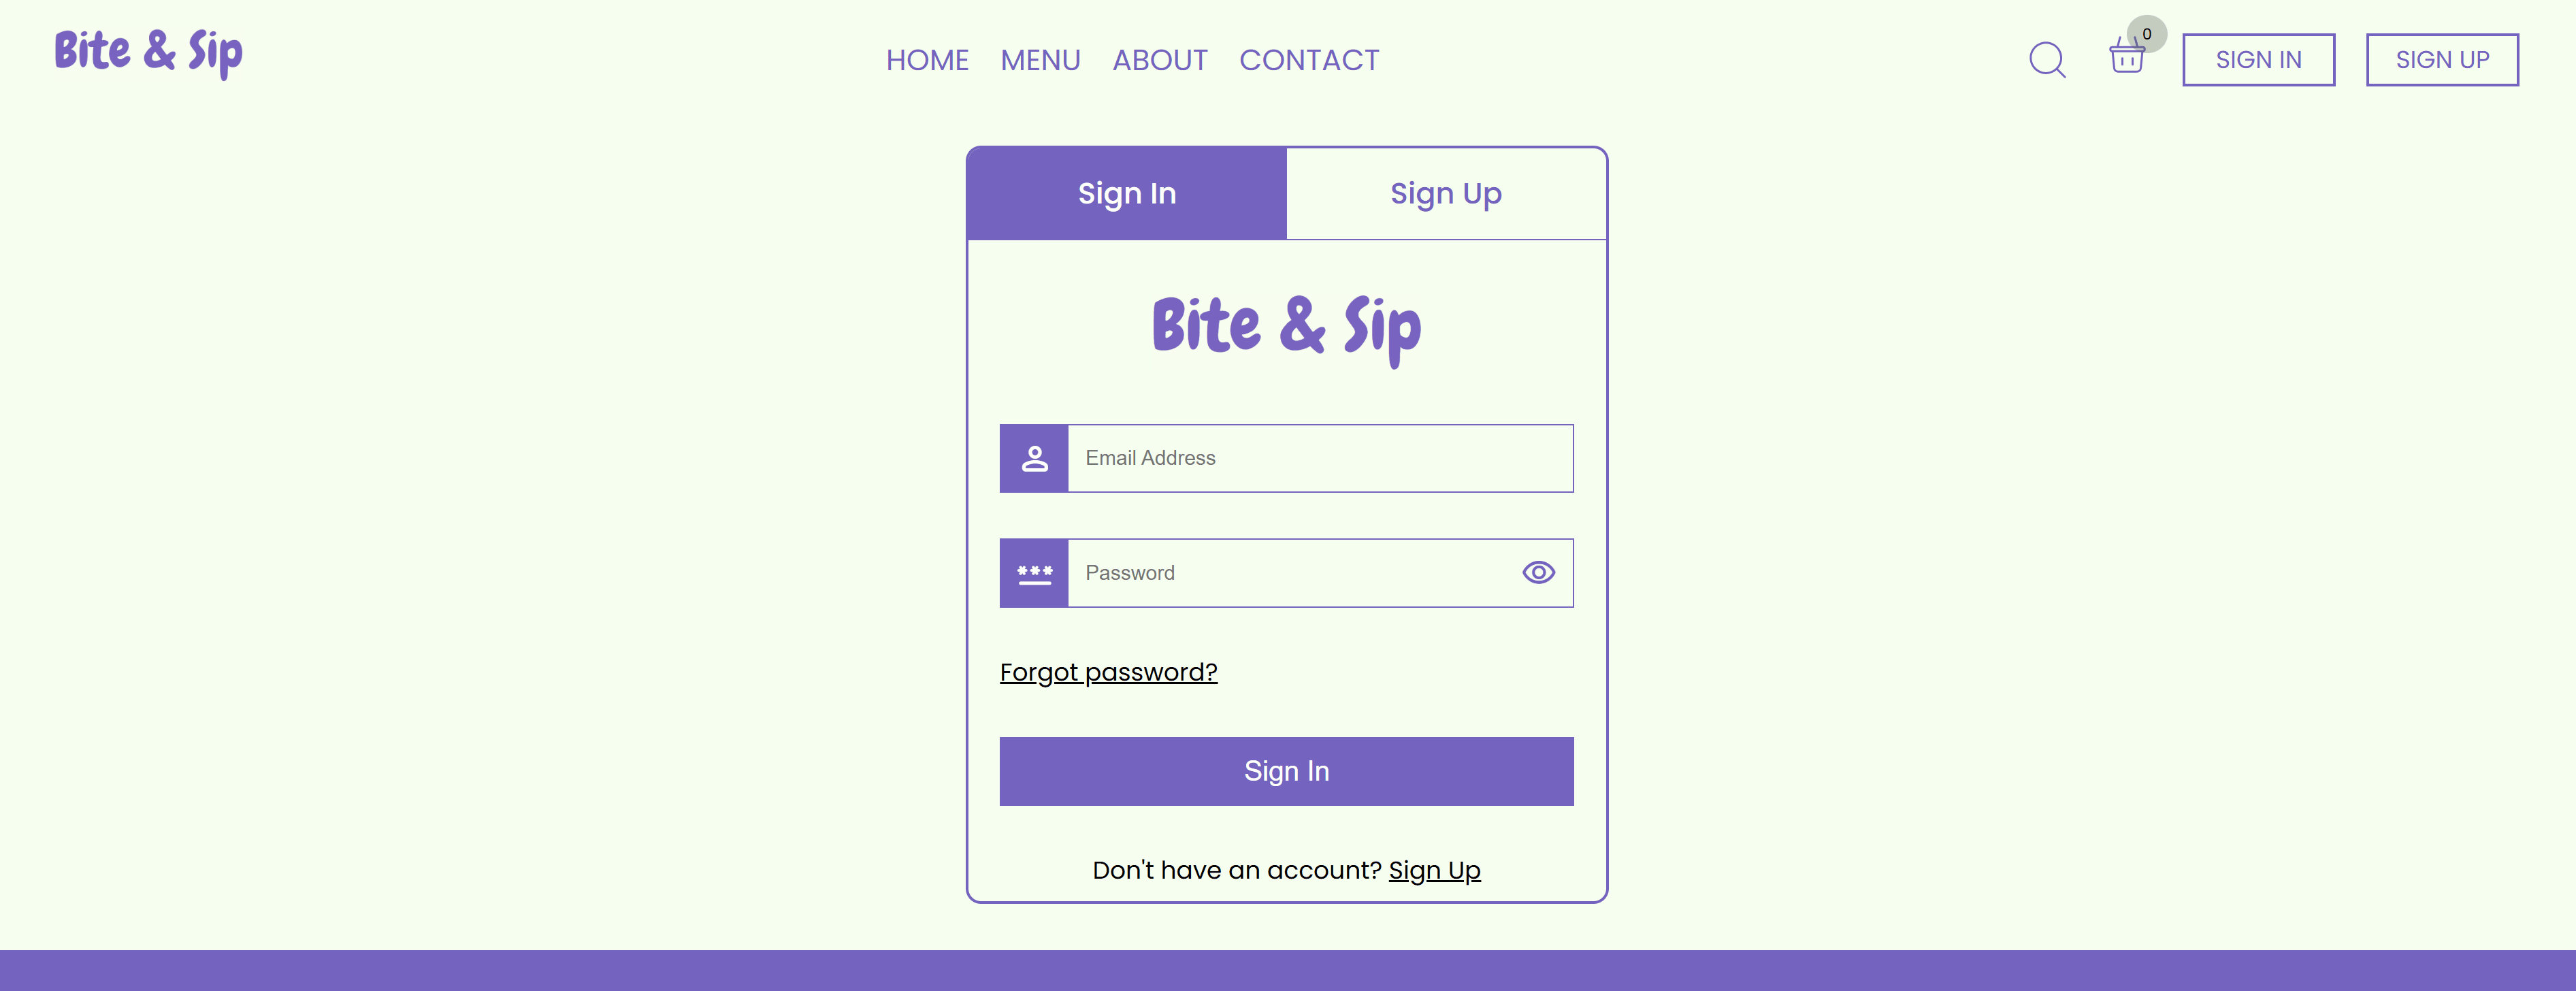 Bite & Sip
HOME MENU ABOUT CONTACT
0
SIGN IN
SIGN UP
Sign In
Sign Up
Bite & Sip
Email Address
***
Password
Forgot password?
Sign In
Don't have an account? Sign Up